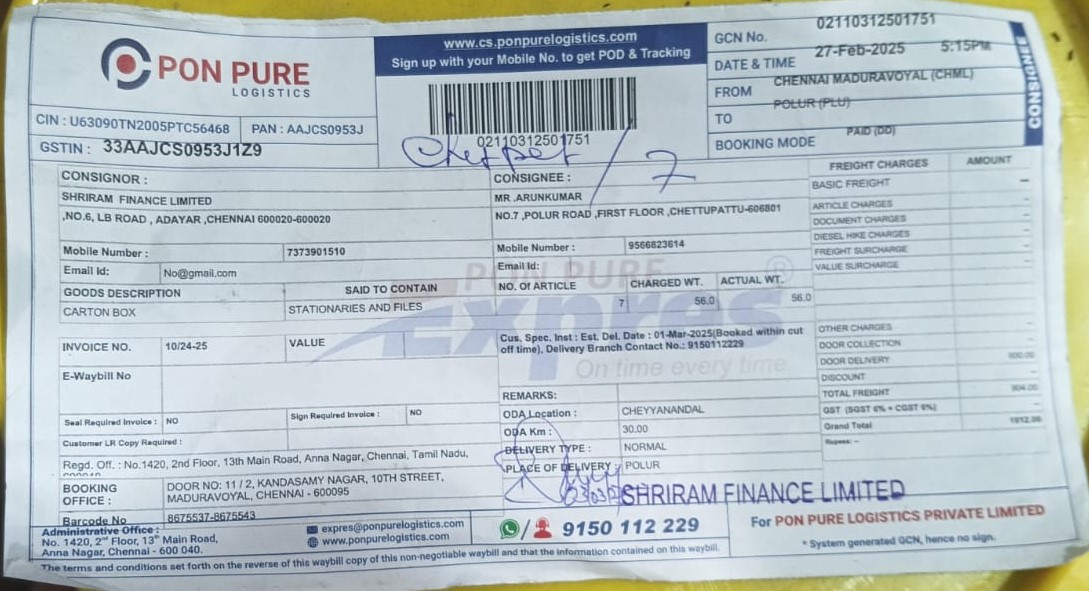 PON PURE
LOGISTICS
CIN : U63090TN2005PTC56468 PAN : AAJCS0953J
GSTIN : 33AAJCS0953J1Z9
www.cs.ponpurelogistics.com
Sign up with your Mobile No. to get POD & Tracking
02110312501751
Chetpet / 7
GCN No. 02110312501751
DATE & TIME 27-Feb-2025 5:15PM
FROM CHENNAI MADURAVOYAL (CHML)
TO POLUR (PLU)
BOOKING MODE PAID (DD)
CONSIGNEE
CONSIGNOR :
SHRIRAM FINANCE LIMITED
,NO.6, LB ROAD , ADAYAR ,CHENNAI 600020-600020
Mobile Number : 7373901510
Email Id: No@gmail.com
CONSIGNEE :
MR .ARUNKUMAR
NO.7 ,POLUR ROAD ,FIRST FLOOR ,CHETTUPATTU-606801
Mobile Number : 9566823614
Email Id:
GOODS DESCRIPTION SAID TO CONTAIN NO. Of ARTICLE CHARGED WT. ACTUAL WT.
CARTON BOX STATIONARIES AND FILES 7 56.0 56.0
PON PURE
Expres
On time every time
INVOICE NO. 10/24-25 VALUE
E-Waybill No
Cus. Spec. Inst : Est. Del. Date : 01-Mar-2025(Booked within cut
off time), Delivery Branch Contact No.: 9150112229
Seal Required Invoice : NO Sign Required Invoice : NO
Customer LR Copy Required :
REMARKS:
ODA Location : CHEYYANANDAL
ODA Km : 30.00
DELIVERY TYPE : NORMAL
PLACE OF DELIVERY : POLUR
FREIGHT CHARGES AMOUNT
BASIC FREIGHT –
ARTICLE CHARGES
DOCUMENT CHARGES
DIESEL HIKE CHARGES
FREIGHT SURCHARGE
VALUE SURCHARGE
OTHER CHARGES
DOOR COLLECTION
DOOR DELIVERY
DISCOUNT
TOTAL FREIGHT
GST (SGST 6% + CGST 6%)
Grand Total
Rupees: –
Regd. Off. : No.1420, 2nd Floor, 13th Main Road, Anna Nagar, Chennai, Tamil Nadu,
BOOKING OFFICE : DOOR NO: 11 / 2, KANDASAMY NAGAR, 10TH STREET,
MADURAVOYAL, CHENNAI - 600095
Barcode No 8675537-8675543
SHRIRAM FINANCE LIMITED
Administrative Office :
No. 1420, 2nd Floor, 13th Main Road,
Anna Nagar, Chennai - 600 040.
expres@ponpurelogistics.com
www.ponpurelogistics.com
9150 112 229
For PON PURE LOGISTICS PRIVATE LIMITED
* System generated GCN, hence no sign.
The terms and conditions set forth on the reverse of this waybill copy of this non-negotiable waybill and that the information contained on this waybill.